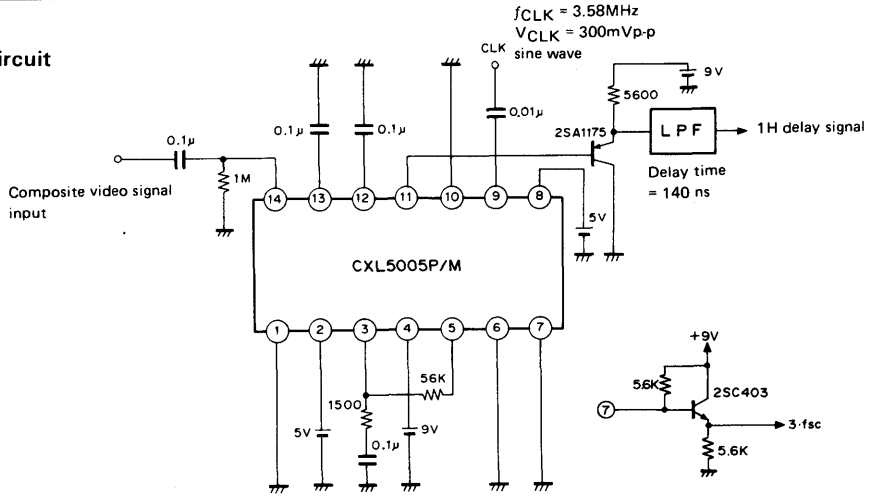 ircuit
fCLK = 3.58MHz
VCLK = 300mVp-p
sine wave
CLK
9V
5600
0.01μ
0.1μ
0.1μ
0.1μ
2SA1175
LPF
1H delay signal
Delay time
= 140 ns
1M
Composite video signal
input
14
13
12
11
10
9
8
5V
CXL5005P/M
1
2
3
4
5
6
7
56K
1500
5V
0.1μ
9V
+9V
5.6K
2SC403
7
3·fsc
5.6K